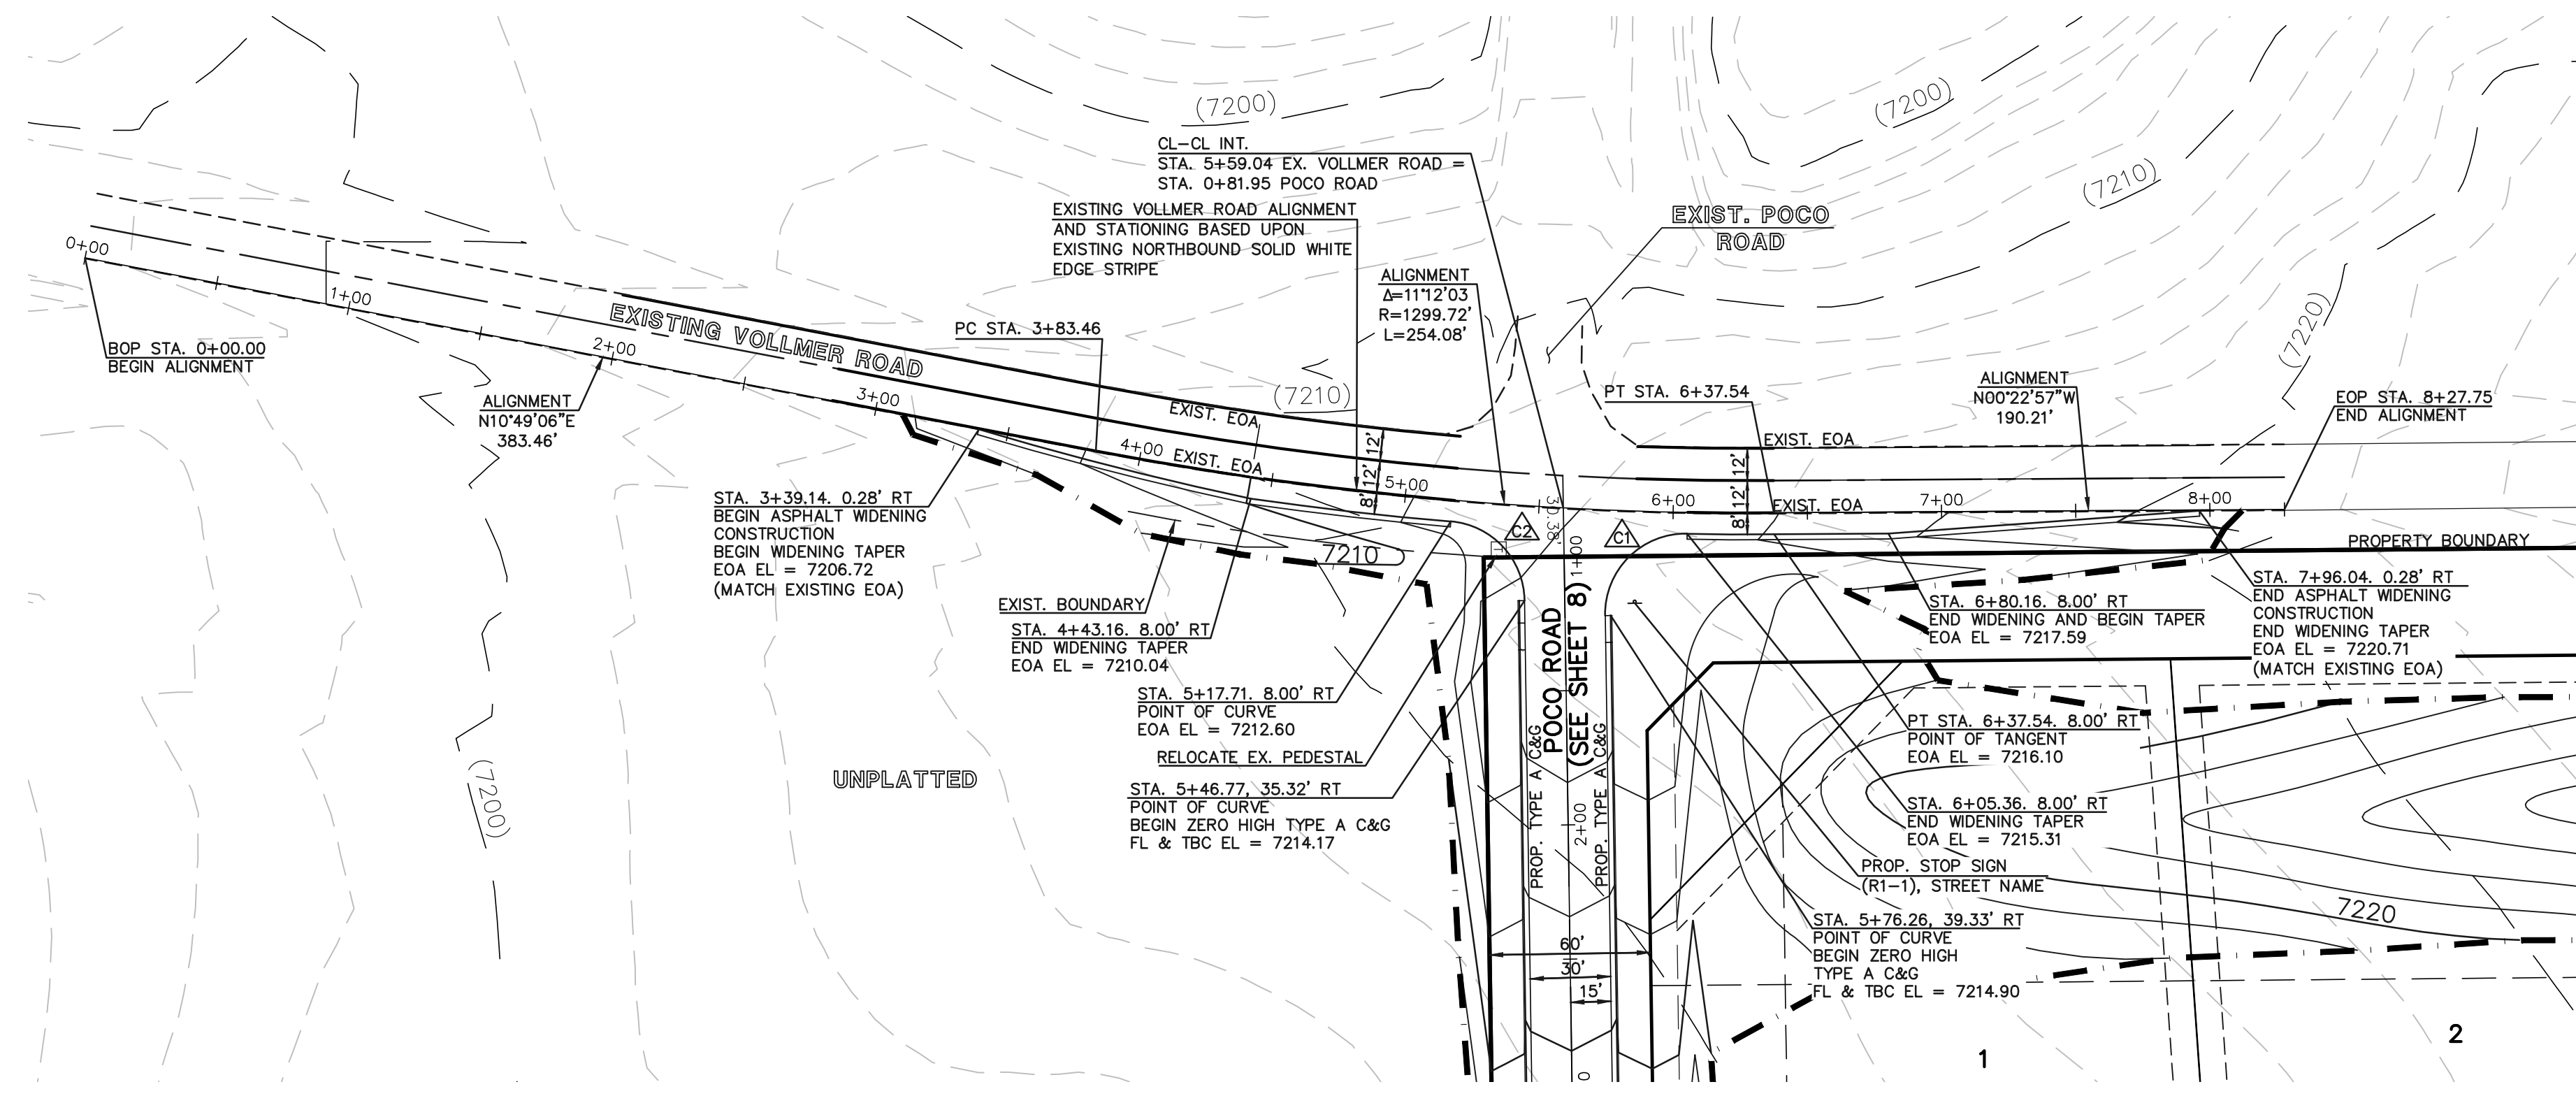 (7200)
(7200)
CL-CL INT.
STA. 5+59.04 EX. VOLLMER ROAD =
STA. 0+81.95 POCO ROAD
(7210)
EXISTING VOLLMER ROAD ALIGNMENT
AND STATIONING BASED UPON
EXISTING NORTHBOUND SOLID WHITE
EDGE STRIPE
EXIST. POCO
ROAD
0+00
ALIGNMENT
Δ=11°12'03
R=1299.72'
L=254.08'
1+00
EXISTING VOLLMER ROAD
PC STA. 3+83.46
(7220)
BOP STA. 0+00.00
BEGIN ALIGNMENT
2+00
(7210)
PT STA. 6+37.54
ALIGNMENT
N00°22'57"W
190.21'
EOP STA. 8+27.75
END ALIGNMENT
ALIGNMENT
N10°49'06"E
383.46'
3+00
EXIST. EOA
12'
12'
8'
4+00
EXIST. EOA
5+00
EXIST. EOA
12'
12'
8'
6+00
EXIST. EOA
7+00
8+00
30.38'
C2
C1
PROPERTY BOUNDARY
STA. 3+39.14. 0.28' RT
BEGIN ASPHALT WIDENING
CONSTRUCTION
BEGIN WIDENING TAPER
EOA EL = 7206.72
(MATCH EXISTING EOA)
7210
T
1+00
EXIST. BOUNDARY
STA. 4+43.16. 8.00' RT
END WIDENING TAPER
EOA EL = 7210.04
STA. 6+80.16. 8.00' RT
END WIDENING AND BEGIN TAPER
EOA EL = 7217.59
STA. 7+96.04. 0.28' RT
END ASPHALT WIDENING
CONSTRUCTION
END WIDENING TAPER
EOA EL = 7220.71
(MATCH EXISTING EOA)
POCO ROAD
(SEE SHEET 8)
STA. 5+17.71. 8.00' RT
POINT OF CURVE
EOA EL = 7212.60
RELOCATE EX. PEDESTAL
PT STA. 6+37.54. 8.00' RT
POINT OF TANGENT
EOA EL = 7216.10
UNPLATTED
(7200)
STA. 5+46.77, 35.32' RT
POINT OF CURVE
BEGIN ZERO HIGH TYPE A C&G
FL & TBC EL = 7214.17
PROP. TYPE A C&G
PROP. TYPE A C&G
2+00
STA. 6+05.36. 8.00' RT
END WIDENING TAPER
EOA EL = 7215.31
PROP. STOP SIGN
(R1-1), STREET NAME
STA. 5+76.26, 39.33' RT
POINT OF CURVE
BEGIN ZERO HIGH
TYPE A C&G
FL & TBC EL = 7214.90
7220
60'
30'
15'
1
2